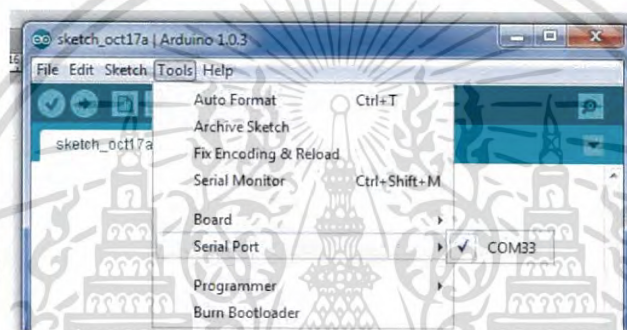 sketch_oct17a | Arduino 1.0.3
File Edit Sketch Tools Help
sketch_oct17a
Auto Format Ctrl+T
Archive Sketch
Fix Encoding & Reload
Serial Monitor Ctrl+Shift+M
Board
Serial Port
COM33
Programmer
Burn Bootloader